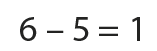 6 – 5 = 1